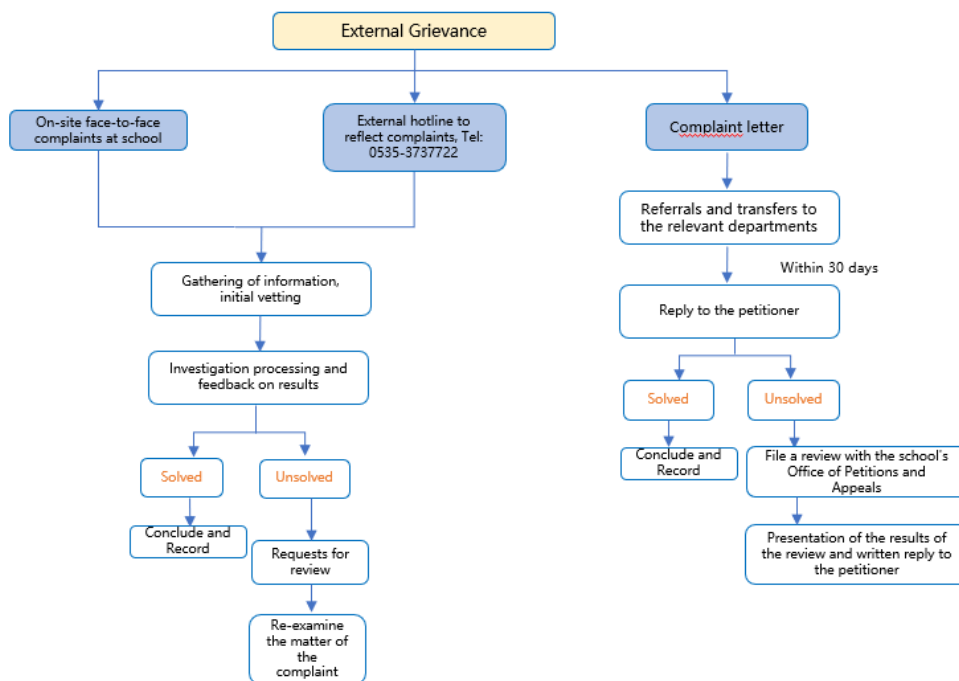 External Grievance
On-site face-to-face
complaints at school
External hotline to
reflect complaints, Tel:
0535-3737722
Complaint letter
Referrals and transfers to
the relevant departments
Within 30 days
Gathering of information,
initial vetting
Reply to the petitioner
Investigation processing and
feedback on results
Solved
Unsolved
Solved
Unsolved
Conclude and
Record
File a review with the school's
Office of Petitions and
Appeals
Conclude and
Record
Requests for
review
Presentation of the results of
the review and written reply to
the petitioner
Re-examine
the matter of
the
complaint